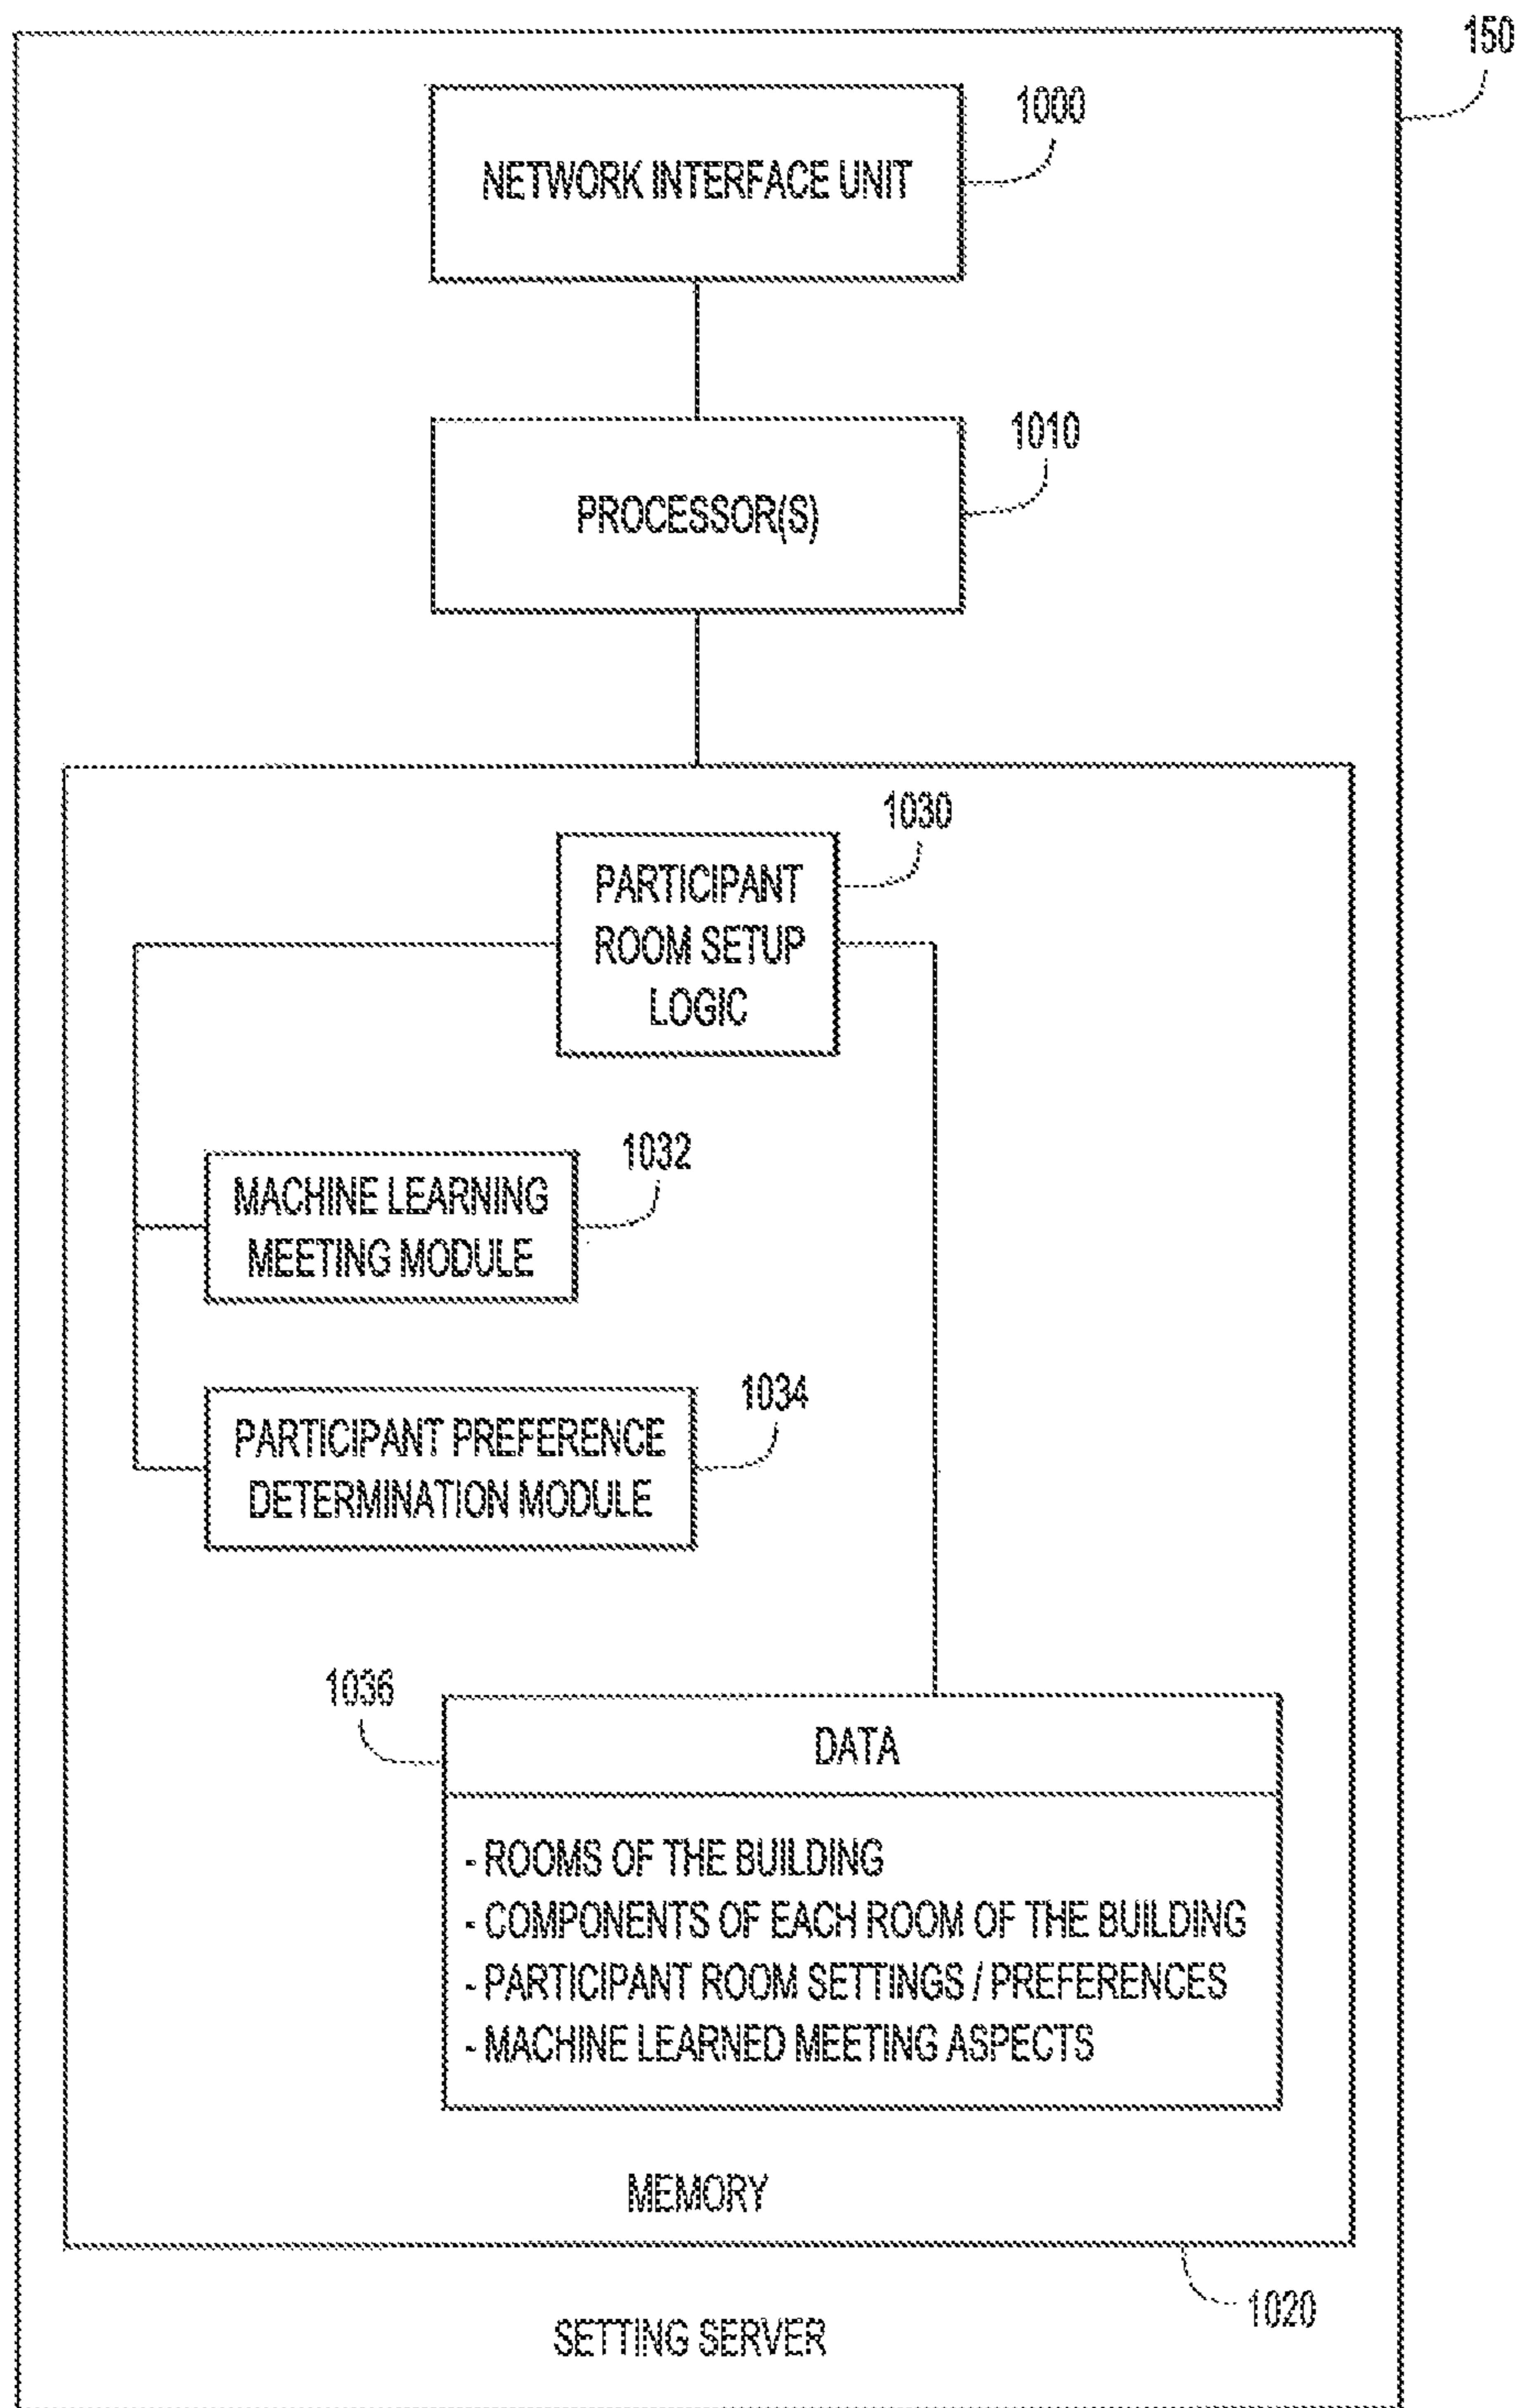 150
1000
NETWORK INTERFACE UNIT
1010
PROCESSOR(S)
1030
PARTICIPANT
ROOM SETUP
LOGIC
1032
MACHINE LEARNING
MEETING MODULE
1034
PARTICIPANT PREFERENCE
DETERMINATION MODULE
1036
DATA
- ROOMS OF THE BUILDING
- COMPONENTS OF EACH ROOM OF THE BUILDING
- PARTICIPANT ROOM SETTINGS / PREFERENCES
- MACHINE LEARNED MEETING ASPECTS
MEMORY
1020
SETTING SERVER